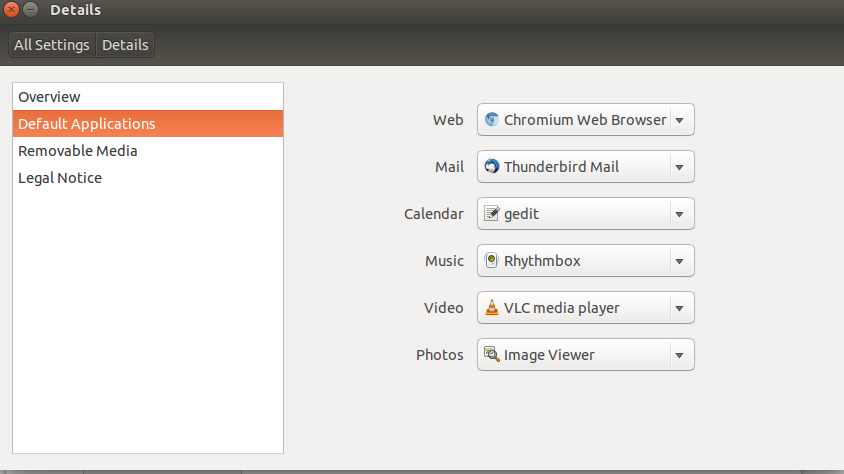 Details
All Settings Details
Overview
Default Applications
Removable Media
Legal Notice
Web Chromium Web Browser
Mail Thunderbird Mail
Calendar gedit
Music Rhythmbox
Video VLC media player
Photos Image Viewer